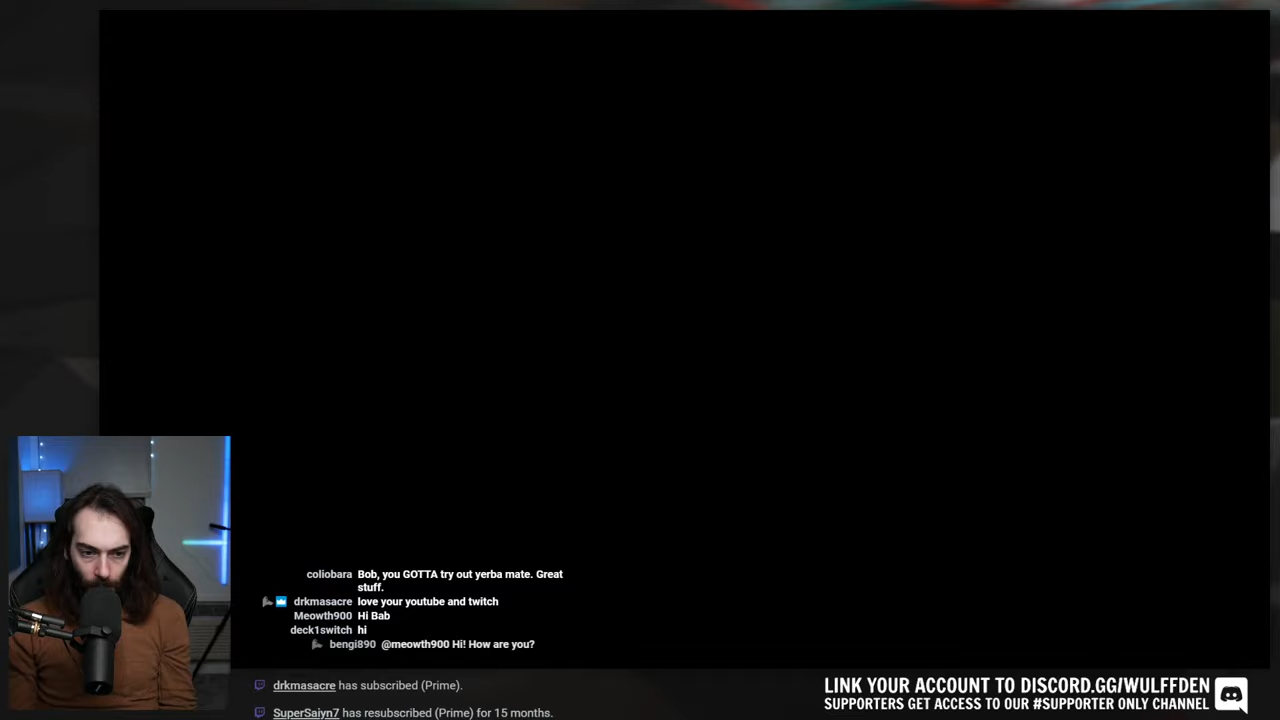 coliobara Bob, you GOTTA try out yerba mate. Great
stuff.
drkmasacre love your youtube and twitch
Meowth900 Hi Bab
deck1switch hi
bengi890 @meowth900 Hi! How are you?
drkmasacre has subscribed (Prime).
SuperSaiyn7 has resubscribed (Prime) for 15 months.
LINK YOUR ACCOUNT TO DISCORD.GG/WULFFDEN
SUPPORTERS GET ACCESS TO OUR #SUPPORTER ONLY CHANNEL